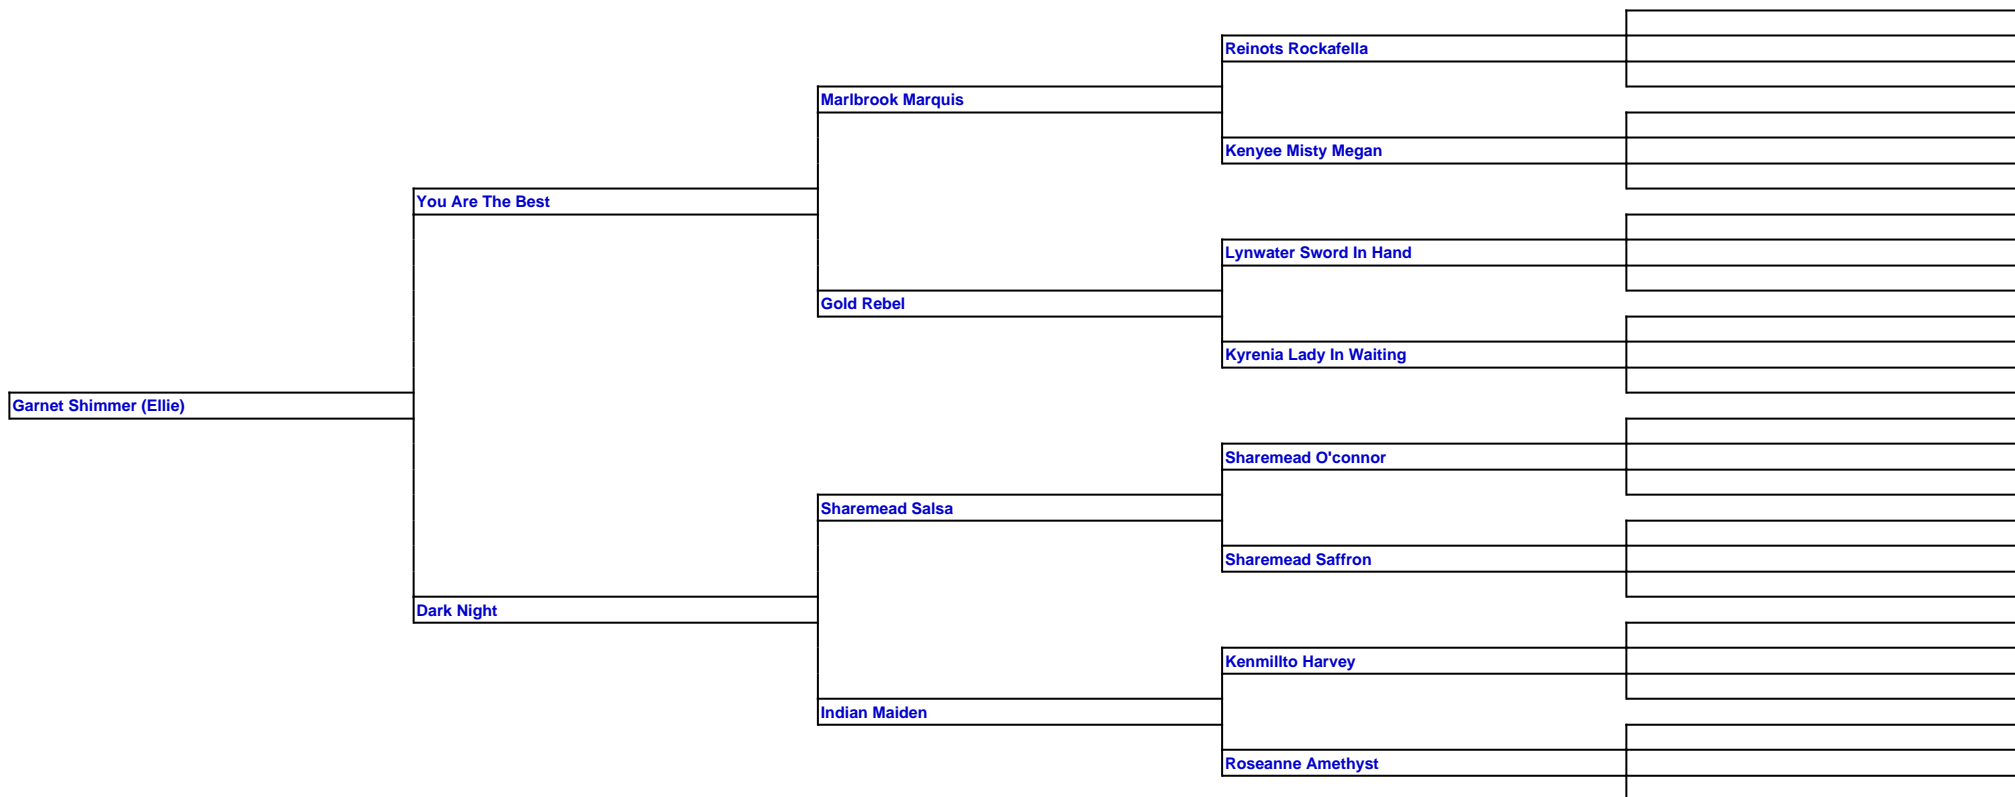 Reinots Rockafella
Marlbrook Marquis
Kenyee Misty Megan
You Are The Best
Lynwater Sword In Hand
Gold Rebel
Kyrenia Lady In Waiting
Garnet Shimmer (Ellie)
Sharemead O'connor
Sharemead Salsa
Sharemead Saffron
Dark Night
Kenmillto Harvey
Indian Maiden
Roseanne Amethyst